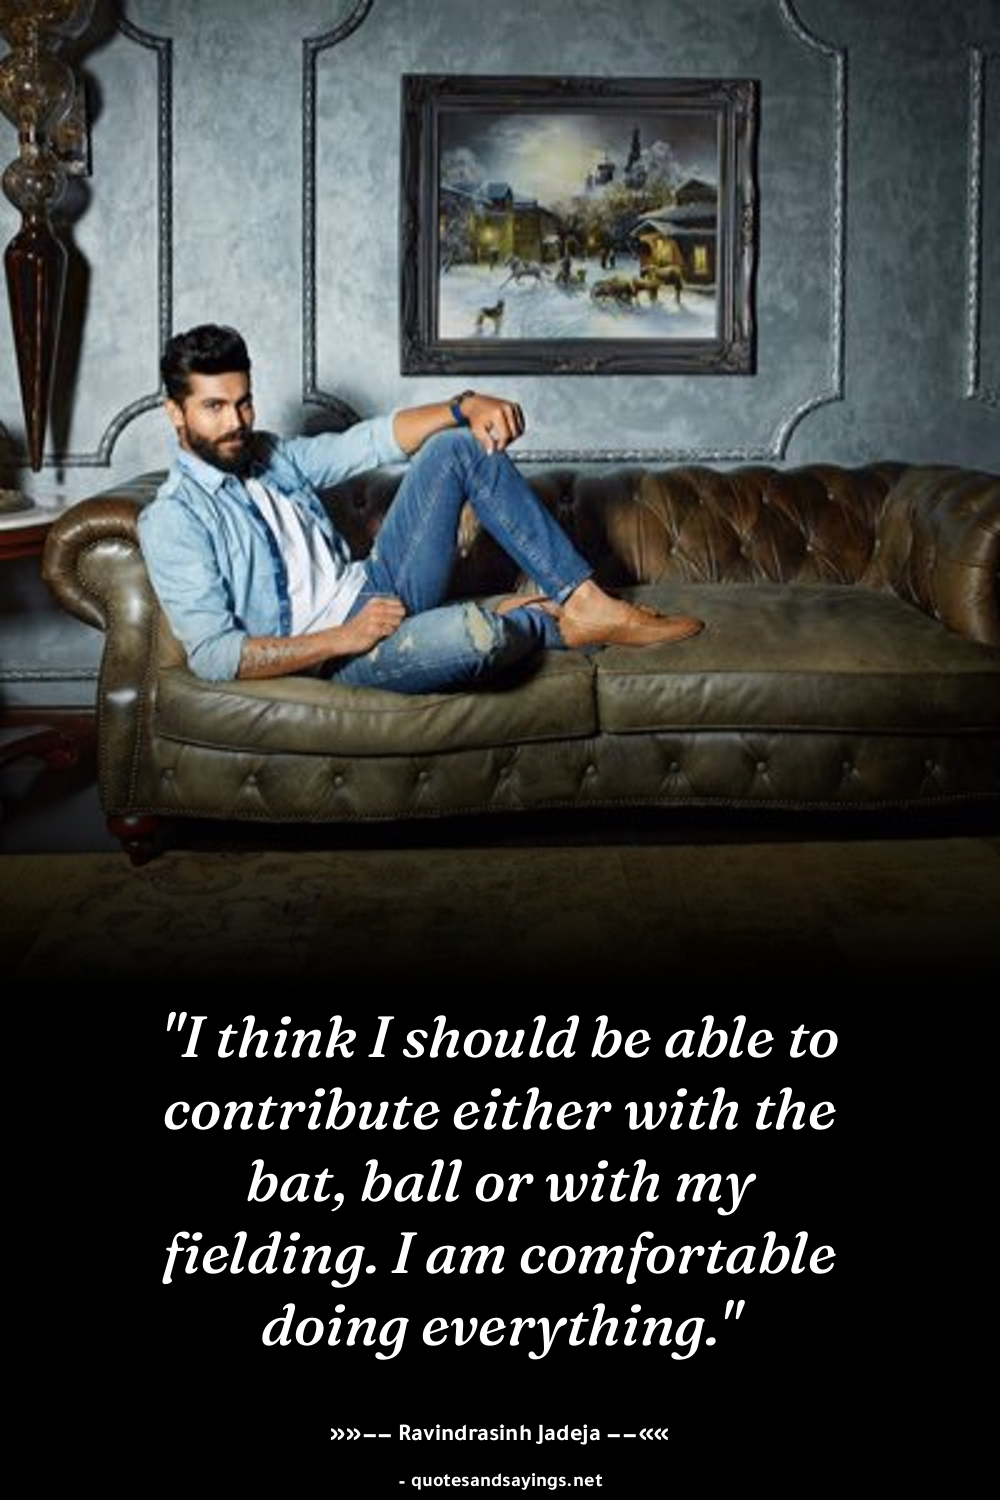 "I think I should be able to
contribute either with the
bat, ball or with my
fielding. I am comfortable
doing everything."
»»−− Ravindrasinh Jadeja −−««
- quotesandsayings.net